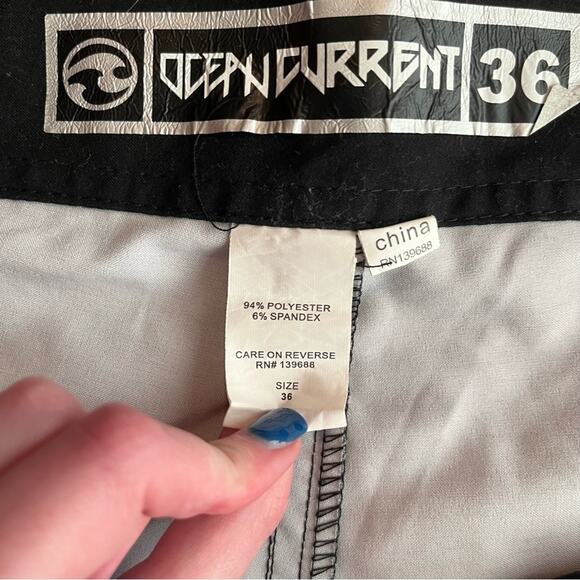 OCEAN CURRENT 36
china
RN139688
94% POLYESTER
6% SPANDEX
CARE ON REVERSE
RN# 139688
SIZE
36